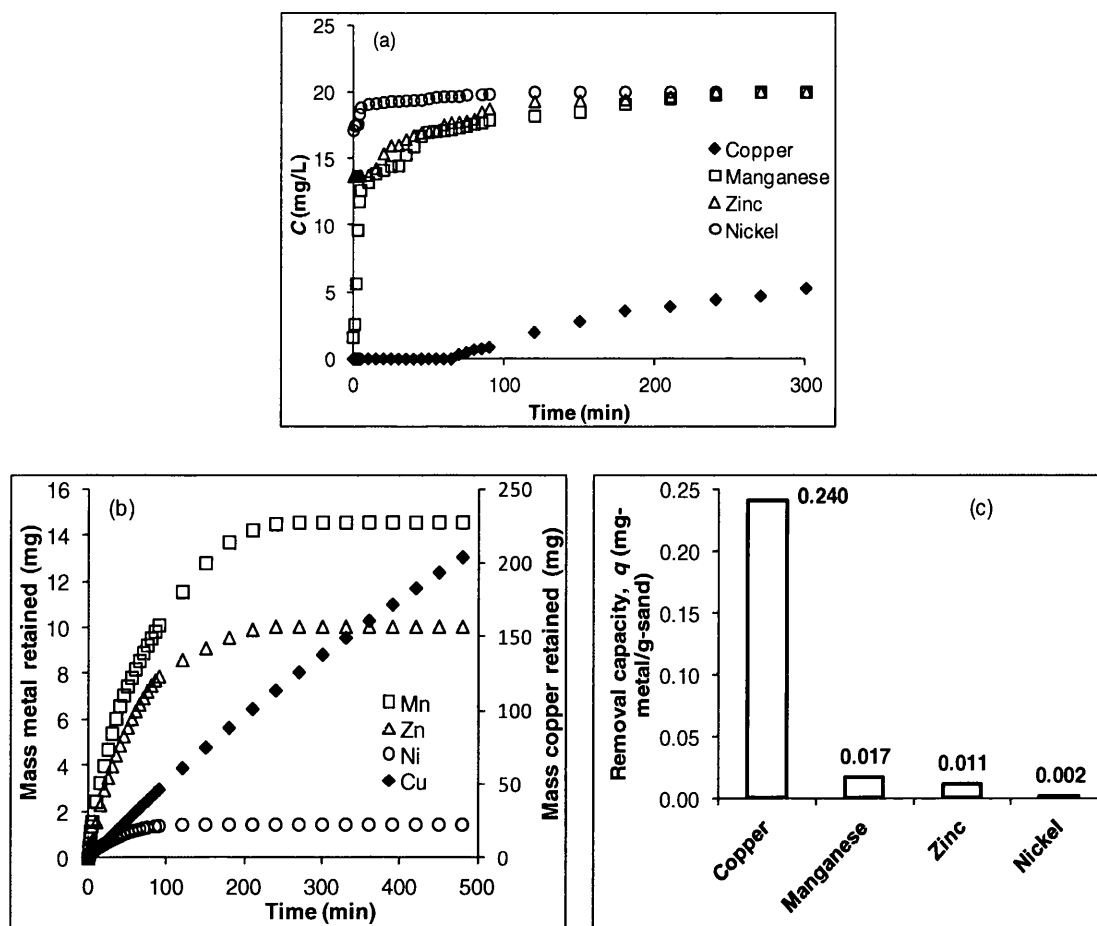 (a)
25
20
15
10
5
0
C (mg/L)
0
100
200
300
Time (min)
Copper
Manganese
Zinc
Nickel
(b)
16
14
12
10
8
6
4
2
0
Mass metal retained (mg)
250
200
150
100
50
0
Mass copper retained (mg)
Mn
Zn
Ni
Cu
0
100
200
300
400
500
Time (min)
(c)
0.25
0.20
0.15
0.10
0.05
0.00
Removal capacity, q (mg-
metal/g-sand)
0.240
0.017
0.011
0.002
Copper
Manganese
Zinc
Nickel